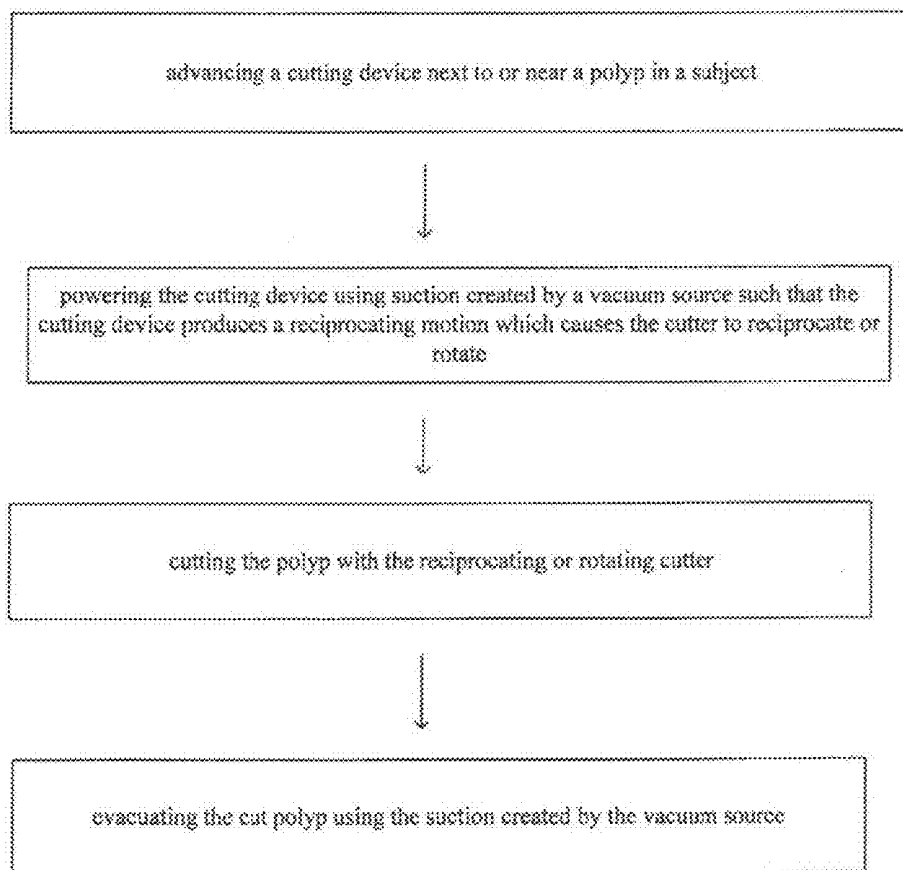 advancing a cutting device next to or near a polyp in a subject
powering the cutting device using suction created by a vacuum source such that the
cutting device produces a reciprocating motion which causes the cutter to reciprocate or
rotate
cutting the polyp with the reciprocating or rotating cutter
evacuating the cut polyp using the suction created by the vacuum source